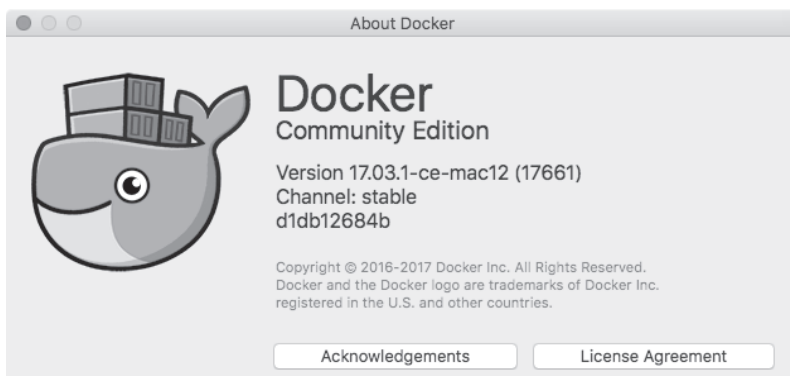 About Docker
Docker
Community Edition
Version 17.03.1-ce-mac12 (17661)
Channel: stable
d1db12684b
Copyright © 2016-2017 Docker Inc. All Rights Reserved.
Docker and the Docker logo are trademarks of Docker Inc.
registered in the U.S. and other countries.
Acknowledgements
License Agreement